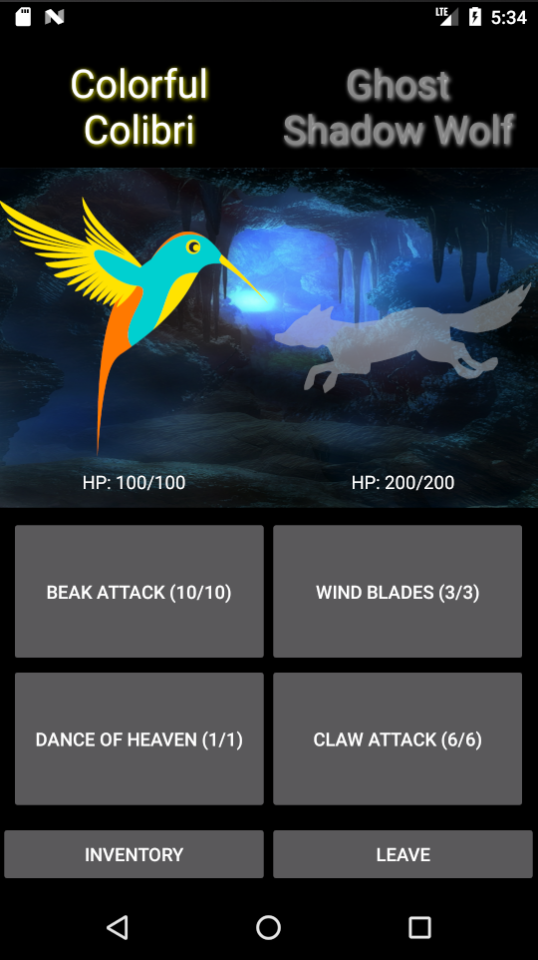 LTE 5:34
Colorful
Colibri
Ghost
Shadow Wolf
HP: 100/100
HP: 200/200
BEAK ATTACK (10/10)
WIND BLADES (3/3)
DANCE OF HEAVEN (1/1)
CLAW ATTACK (6/6)
INVENTORY
LEAVE